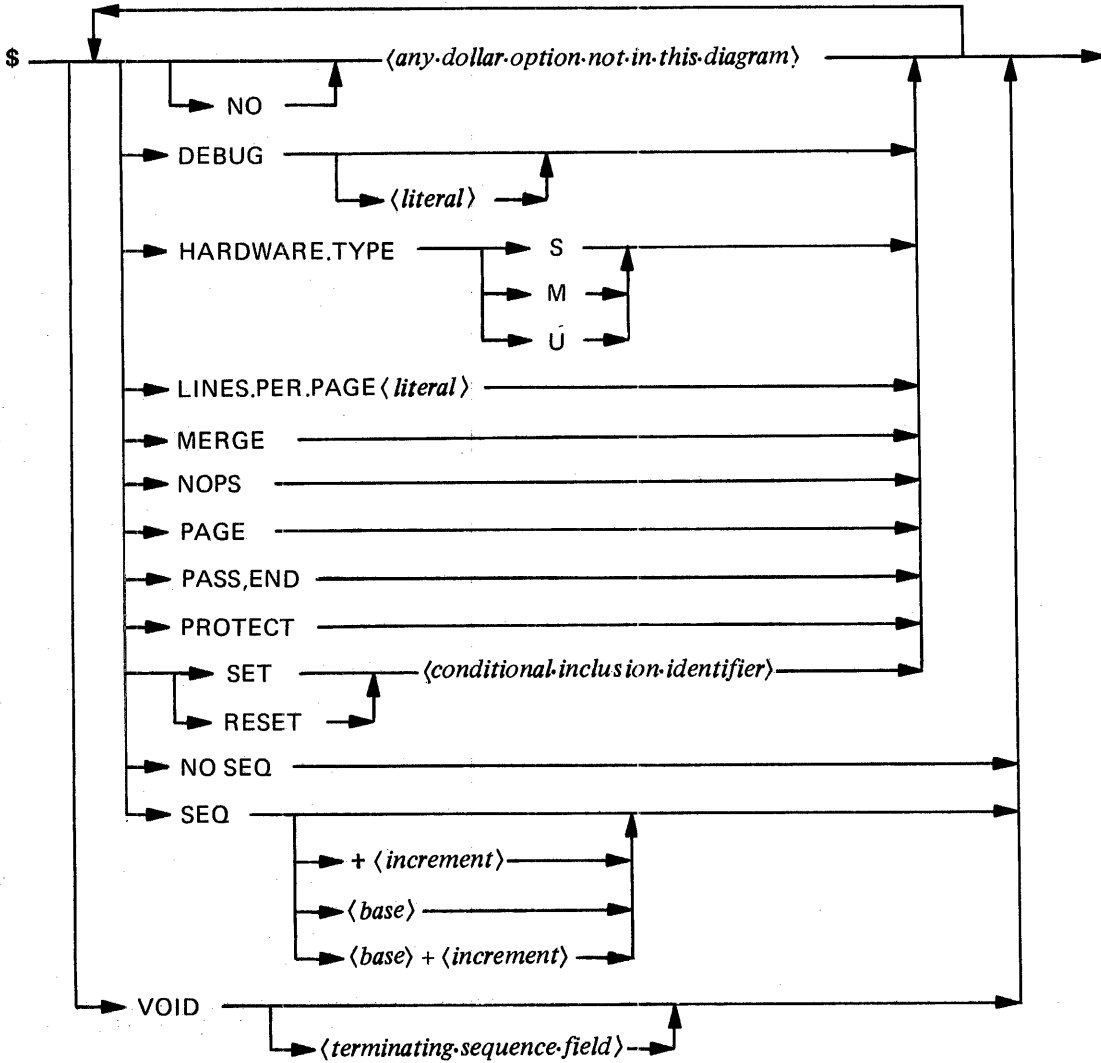 $ ⟨any.dollar.option.not.in.this.diagram⟩
NO
DEBUG
⟨literal⟩
HARDWARE.TYPE S
M
U
LINES.PER.PAGE⟨literal⟩
MERGE
NOPS
PAGE
PASS,END
PROTECT
SET ⟨conditional.inclusion.identifier⟩
RESET
NO SEQ
SEQ
+ ⟨increment⟩
⟨base⟩
⟨base⟩ + ⟨increment⟩
VOID
⟨terminating.sequence.field⟩